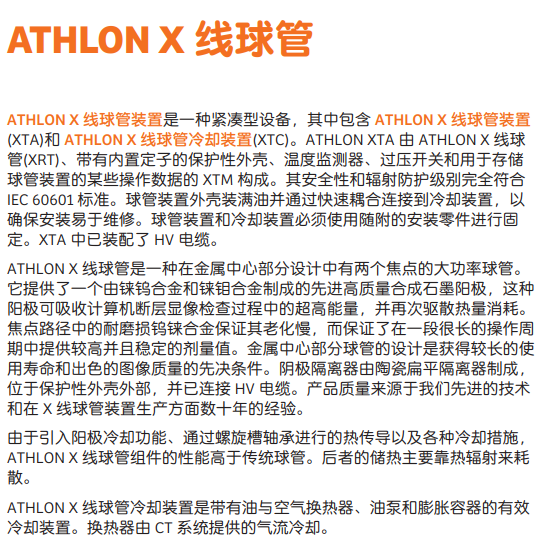 ATHLON X 线球管
ATHLON X 线球管装置是一种紧凑型设备，其中包含 ATHLON X 线球管装置
(XTA)和 ATHLON X 线球管冷却装置(XTC)。ATHLON XTA 由 ATHLON X 线球
管(XRT)、带有内置定子的保护性外壳、温度监测器、过压开关和用于存储
球管装置的某些操作数据的 XTM 构成。其安全性和辐射防护级别完全符合
IEC 60601 标准。球管装置外壳装满油并通过快速耦合连接到冷却装置，以
确保安装易于维修。球管装置和冷却装置必须使用随附的安装零件进行固
定。XTA 中已装配了 HV 电缆。
ATHLON X 线球管是一种在金属中心部分设计中有两个焦点的大功率球管。
它提供了一个由铼钨合金和铼钼合金制成的先进高质量合成石墨阳极，这种
阳极可吸收计算机断层显像检查过程中的超高能量，并再次驱散热量消耗。
焦点路径中的耐磨损钨铼合金保证其老化慢，而保证了在一段很长的操作周
期中提供较高并且稳定的剂量值。金属中心部分球管的设计是获得较长的使
用寿命和出色的图像质量的先决条件。阴极隔离器由陶瓷扁平隔离器制成，
位于保护性外壳外部，并已连接 HV 电缆。产品质量来源于我们先进的技术
和在 X 线球管装置生产方面数十年的经验。
由于引入阳极冷却功能、通过螺旋槽轴承进行的热传导以及各种冷却措施，
ATHLON X 线球管组件的性能高于传统球管。后者的储热主要靠热辐射来耗
散。
ATHLON X 线球管冷却装置是带有油与空气换热器、油泵和膨胀容器的有效
冷却装置。换热器由 CT 系统提供的气流冷却。